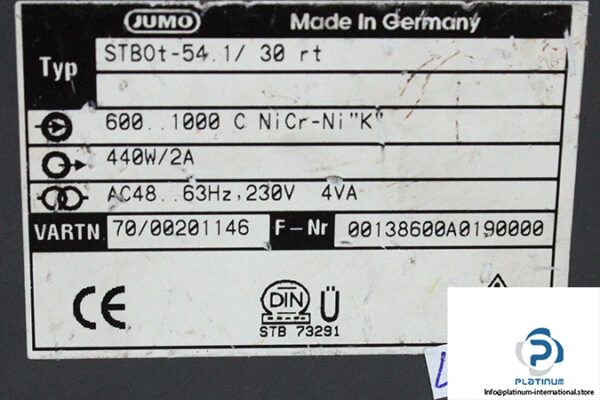 JUMO Made In Germany
Typ STBOt-54.1/ 30 rt
600..1000 C NiCr-Ni"K"
440W/2A
AC48..63Hz,230V 4VA
VARTN 70/00201146 F-Nr 00138600A0190000
CE DIN Ü
STB 73291
PLATINUM
Info@platinum-international.store